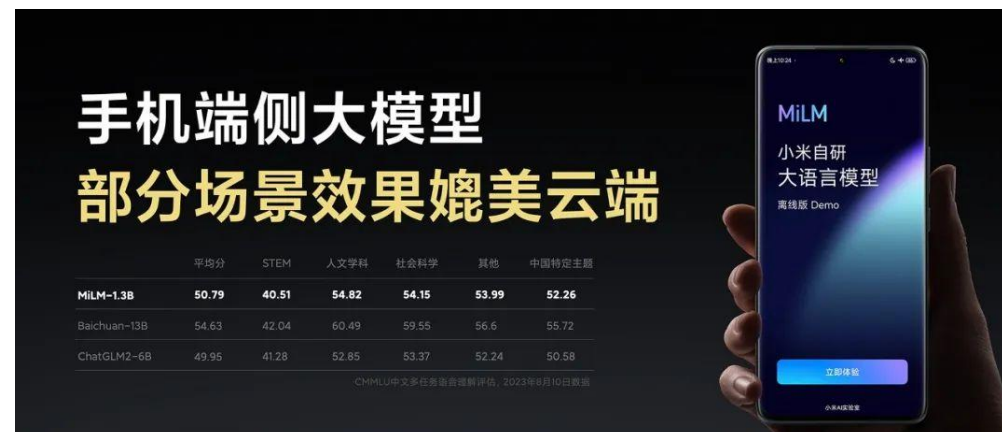 手机端侧大模型
部分场景效果媲美云端
平均分 STEM 人文学科 社会科学 其他 中国特定主题
MiLM-1.3B 50.79 40.51 54.82 54.15 53.99 52.26
Baichuan-13B 54.63 42.04 60.49 59.55 56.6 55.72
ChatGLM2-6B 49.95 41.28 52.85 53.37 52.24 50.58
CMMLU中文多任务语言理解评估，2023年8月10日数据
晚上10:24
MiLM
小米自研
大语言模型
离线版 Demo
立即体验
小米AI实验室